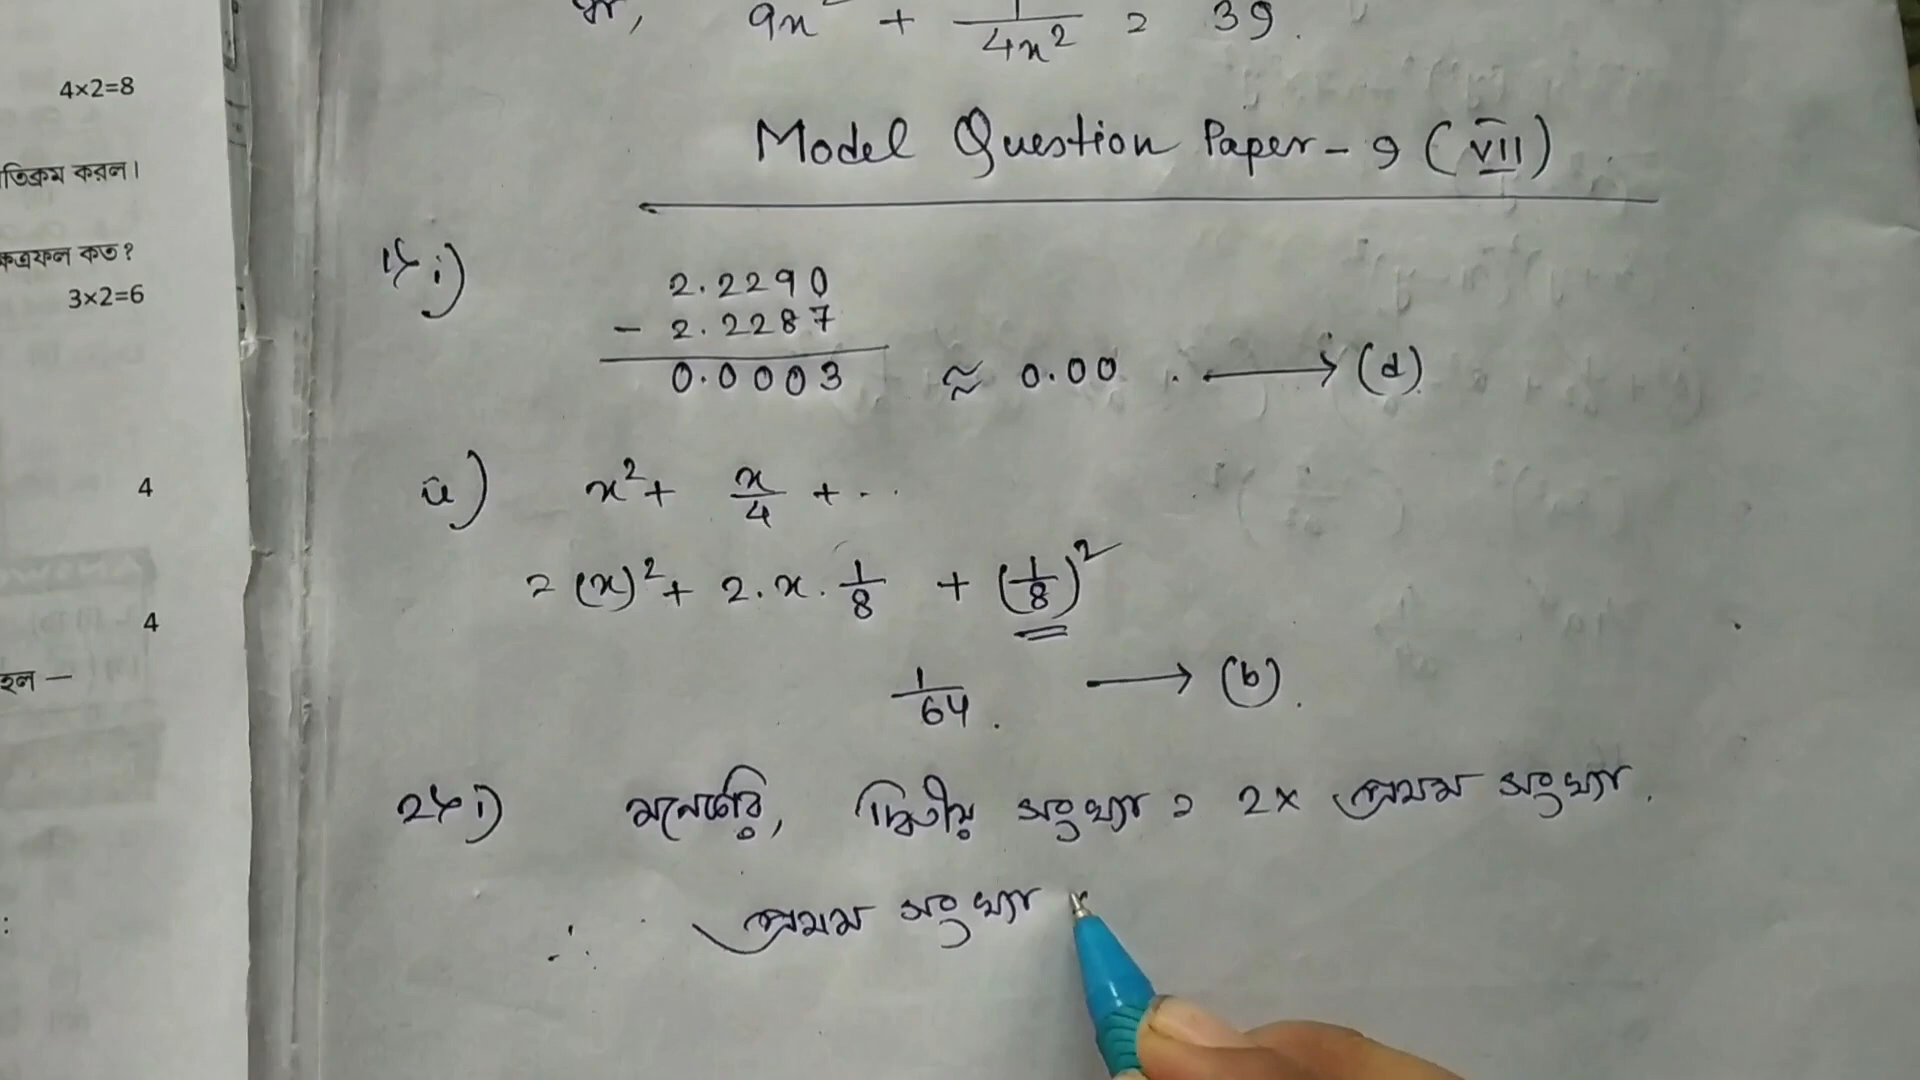 9x² + 1/4x² = 39.
Model Question Paper - 9 (VII)
4×2=8
তিক্রম করল।
ক্ষত্রফল কত?
3×2=6
4
4
হল —
:
1) i)
2.2290
- 2.2287
0.0003 ≈ 0.00 . → (d)
ii) x² + x/4 + ...
= (x)² + 2.x.1/8 + (1/8)²
1/64. → (b).
2) i) মনেকরি, দ্বিতীয় সংখ্যা = 2× প্রথম সংখ্যা.
∴ প্রথম সংখ্যা